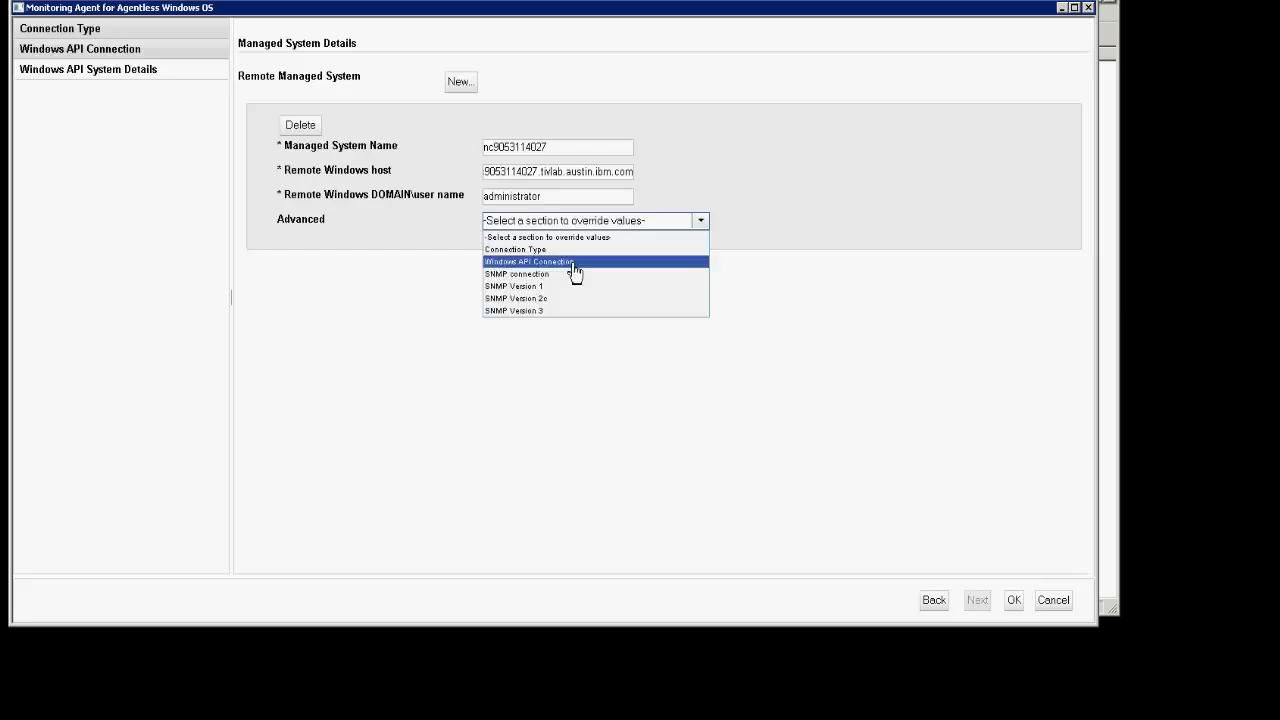 Monitoring Agent for Agentless Windows OS
Connection Type
Windows API Connection
Windows API System Details
Managed System Details
Remote Managed System
New...
Delete
* Managed System Name
nc9053114027
* Remote Windows host
9053114027.tivlab.austin.ibm.com
* Remote Windows DOMAIN\user name
administrator
Advanced
-Select a section to override values-
-Select a section to override values-
Connection Type
Windows API Connection
SNMP connection
SNMP Version 1
SNMP Version 2c
SNMP Version 3
Back
Next
OK
Cancel